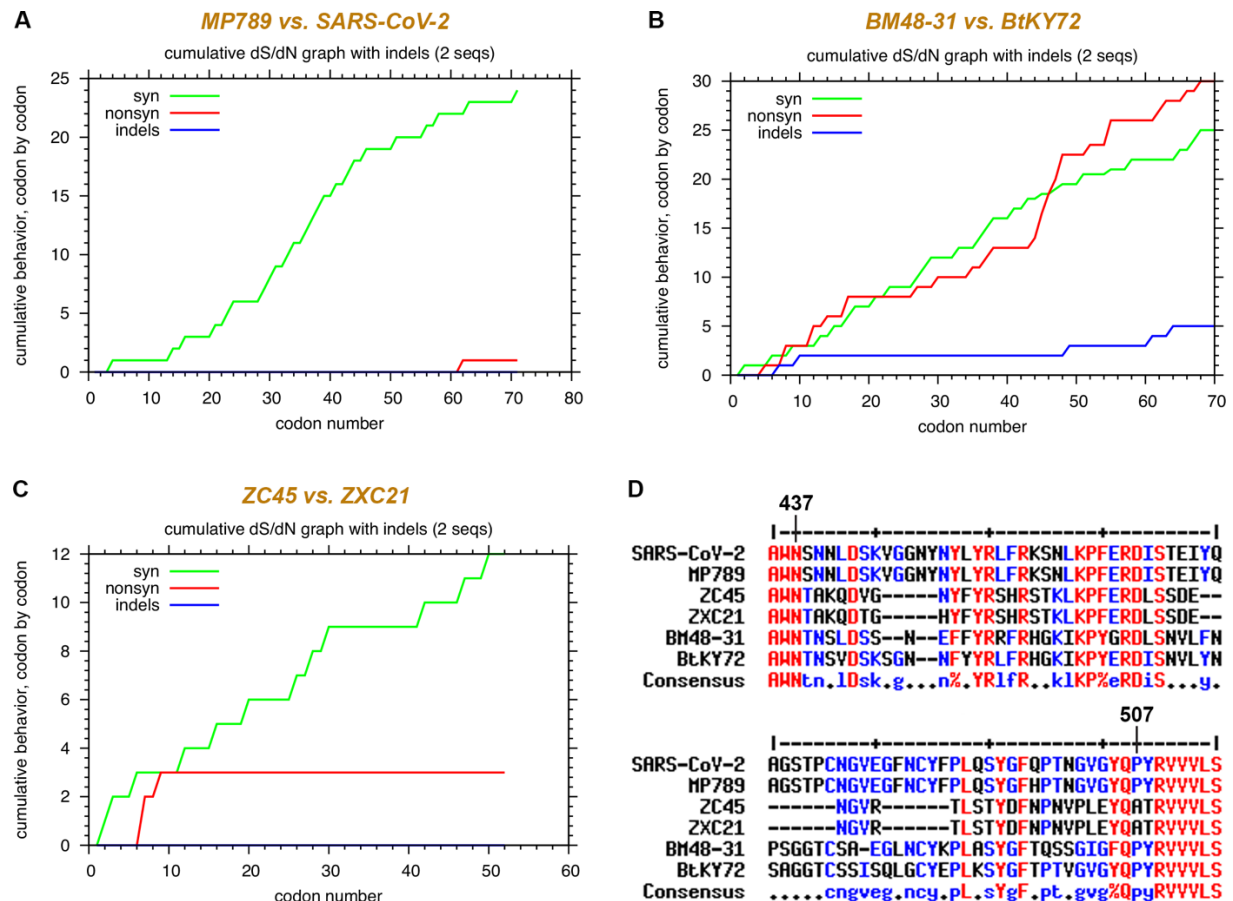 A
MP789 vs. SARS-CoV-2
cumulative dS/dN graph with indels (2 seqs)
cumulative behavior, codon by codon
25
20
15
10
5
0
syn
nonsyn
indels
0 10 20 30 40 50 60 70 80
codon number
B
BM48-31 vs. BtKY72
cumulative dS/dN graph with indels (2 seqs)
cumulative behavior, codon by codon
30
25
20
15
10
5
0
syn
nonsyn
indels
0 10 20 30 40 50 60 70
codon number
C
ZC45 vs. ZXC21
cumulative dS/dN graph with indels (2 seqs)
cumulative behavior, codon by codon
12
10
8
6
4
2
0
syn
nonsyn
indels
0 10 20 30 40 50 60
codon number
D
437
|--------+---------+---------+---------|
SARS-CoV-2 AWNSNNLDSKVGGNYNYLYRLFRKSNLKPFERDISTEIYQ
MP789 AWNSNNLDSKVGGNYNYLYRLFRKSNLKPFERDISTEIYQ
ZC45 AWNTAKQDVG-----NYFYRSHRSTKLKPFERDLSSDE--
ZXC21 AWNTAKQDTG-----HYFYRSHRSTKLKPFERDLSSDE--
BM48-31 AWNTNSLDSS--N--EFFYRRFRHGKIKPYGRDLSNVLFN
BtKY72 AWNTNSVDSKSGN--NFYYRLFRHGKIKPYERDISNVLYN
Consensus AWNtn.lDsk.g...n%.YRlfR..klKP%eRDiS...y.
507
|--------+---------+---------+---------|
SARS-CoV-2 AGSTPCNGVEGFNCYFPLQSYGFQPTNGVGYQPYRVVVLS
MP789 AGSTPCNGVEGFNCYFPLQSYGFHPTNGVGYQPYRVVVLS
ZC45 ------NGVR------TLSTYDFNPNVPLEYQATRVVVLS
ZXC21 ------NGVR------TLSTYDFNPNVPLEYQATRVVVLS
BM48-31 PSGGTCSA-EGLNCYKPLASYGFTQSSGIGFQPYRVVVLS
BtKY72 SAGGTCSSISQLGCYEPLKSYGFTPTVGVGYQPYRVVVLS
Consensus .....cngveg.ncy.pL.sYgF.pt.gvg%QpyRVVVLS